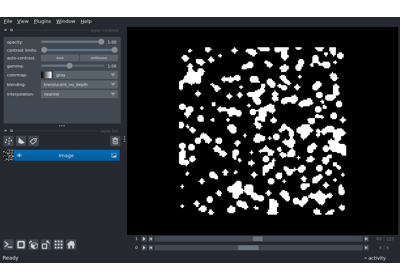 File View Plugins Window Help
opacity: 1.00
contrast limits:
auto-contrast: once continuous
gamma: 1.00
colormap: gray
blending: translucent_no_depth
interpolation: nearest
Image
1
0
Ready activity